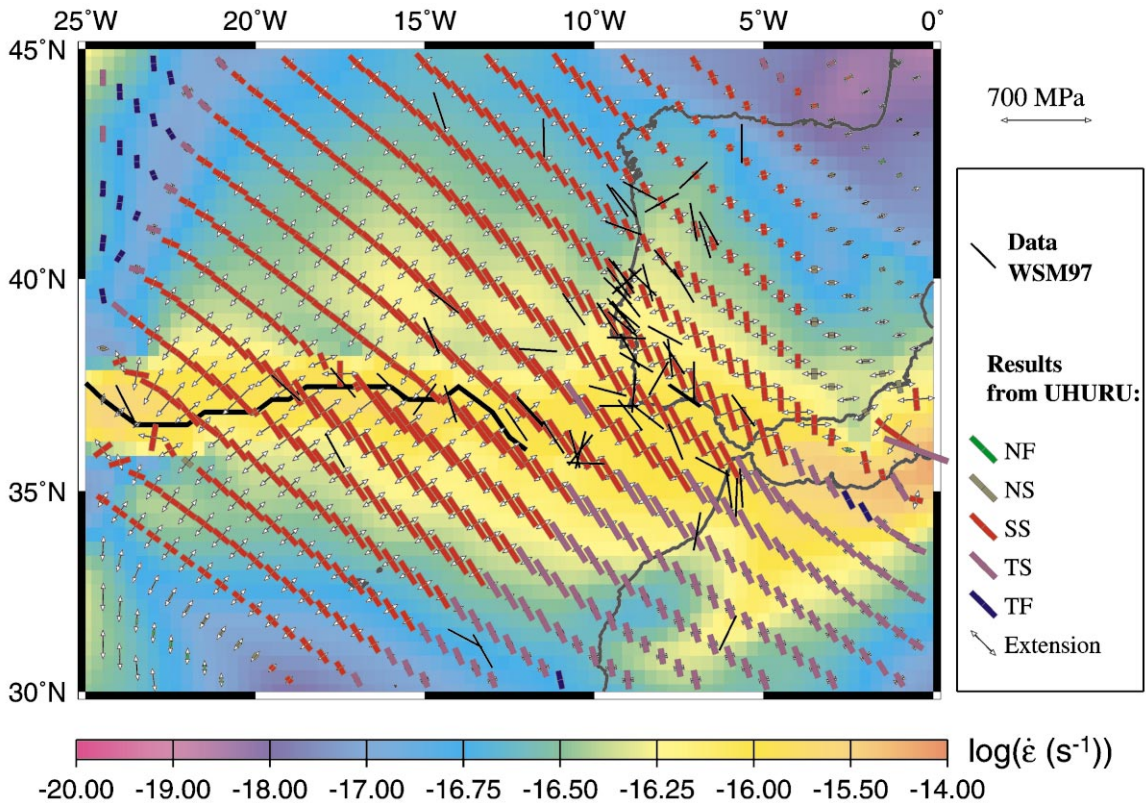 25˚W 20˚W 15˚W 10˚W 5˚W 0˚
45˚N
700 MPa
Data
WSM97
40˚N
Results
from UHURU:
NF
35˚N
NS
SS
TS
TF
Extension
30˚N
log(ε̇ (s⁻¹))
-20.00 -19.00 -18.00 -17.00 -16.75 -16.50 -16.25 -16.00 -15.50 -14.00